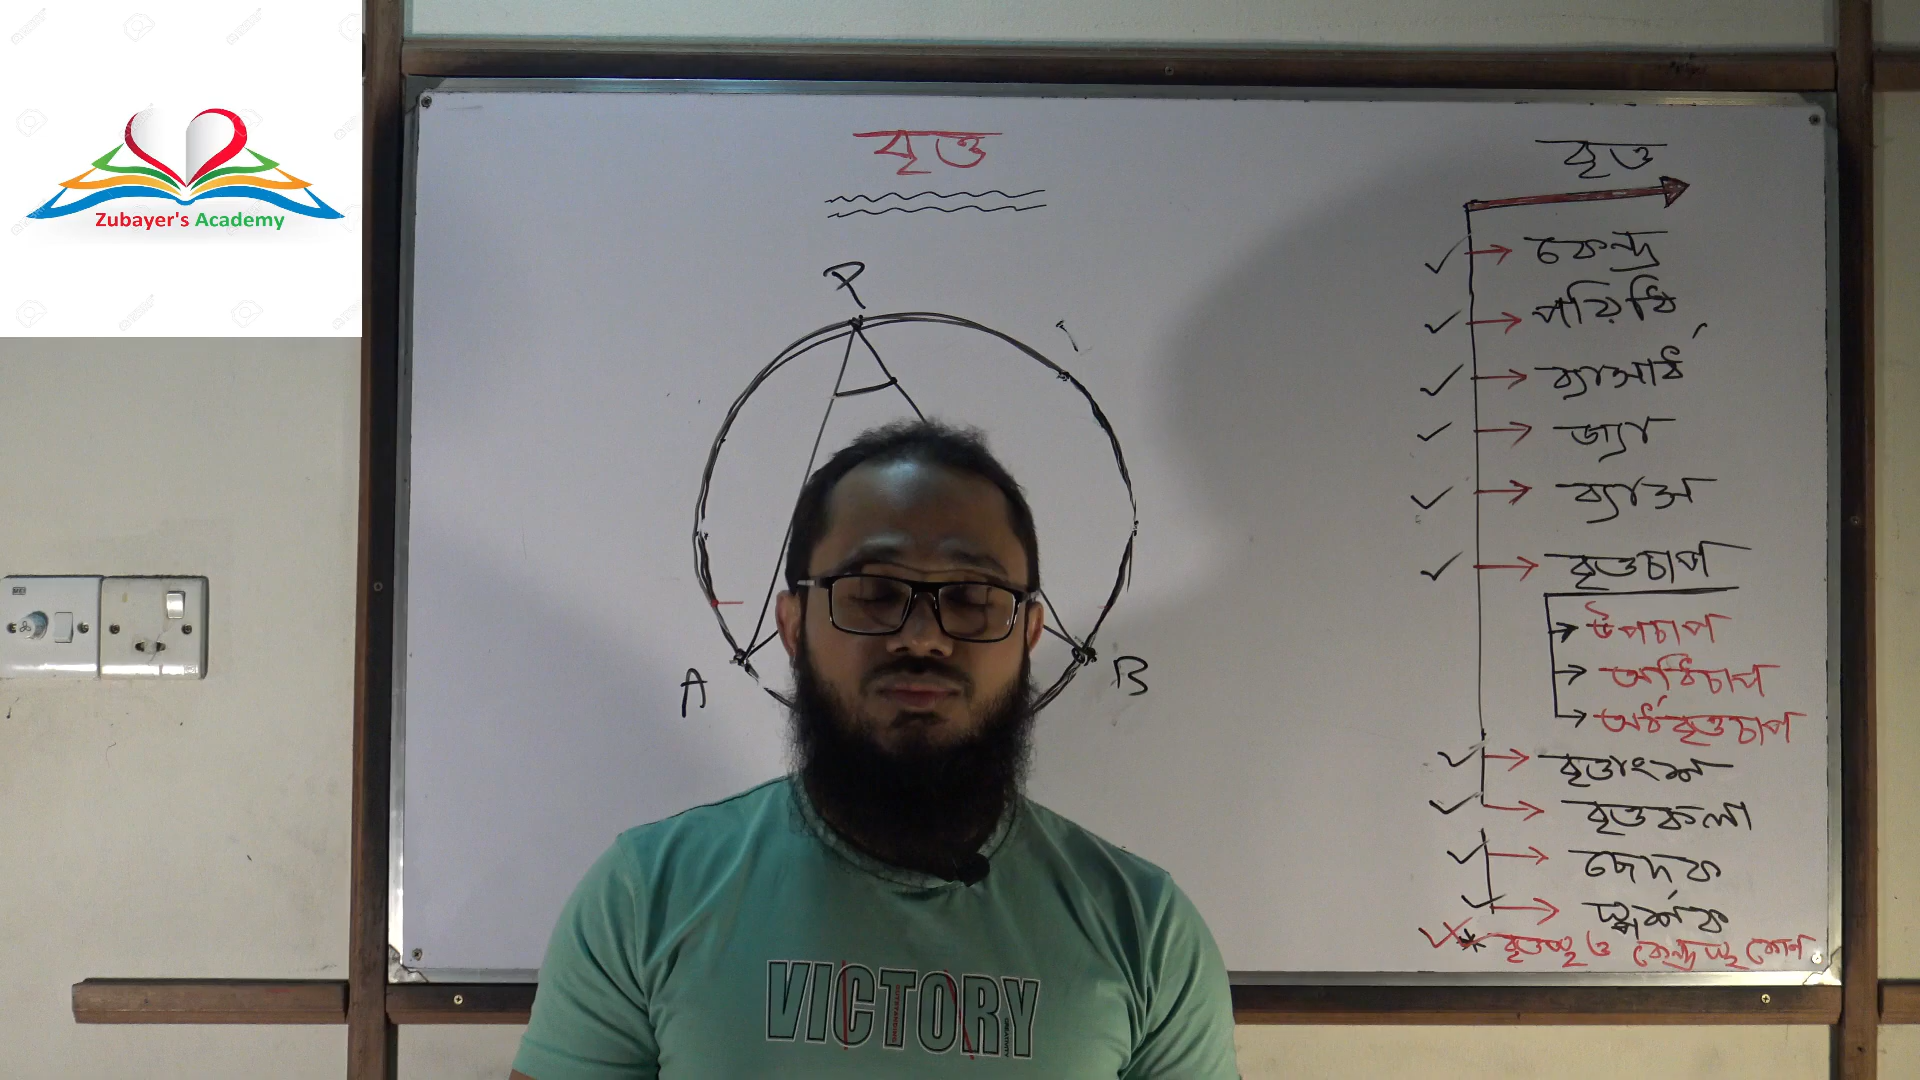 Zubayer's Academy
বৃত্ত
P
A
B
VICTORY
বৃত্ত
কেন্দ্র
পরিধি
ব্যাসার্ধ
জ্যা
ব্যাস
বৃত্তচাপ
উপচাপ
অধিচাপ
অর্ধবৃত্তচাপ
বৃত্তাংশ
বৃত্তকলা
ছেদক
স্পর্শক
* বৃত্তস্থ ও কেন্দ্রস্থ কোণ